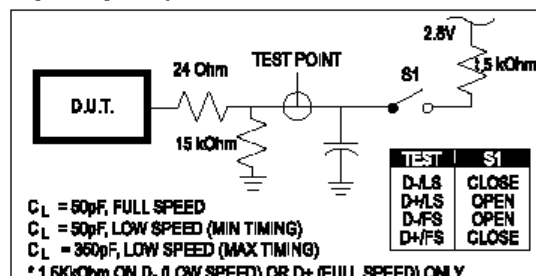 2.8V
24 Ohm
TEST POINT
S1
1.5 kOhm
D.U.T.
15 kOhm
TEST S1
D-/LS CLOSE
D+/LS OPEN
D-/FS OPEN
D+/FS CLOSE
CL = 50pF, FULL SPEED
CL = 50pF, LOW SPEED (MIN TIMING)
CL = 350pF, LOW SPEED (MAX TIMING)
* 1.5KkOhm ON D- (LOW SPEED) OR D+ (FULL SPEED) ONLY